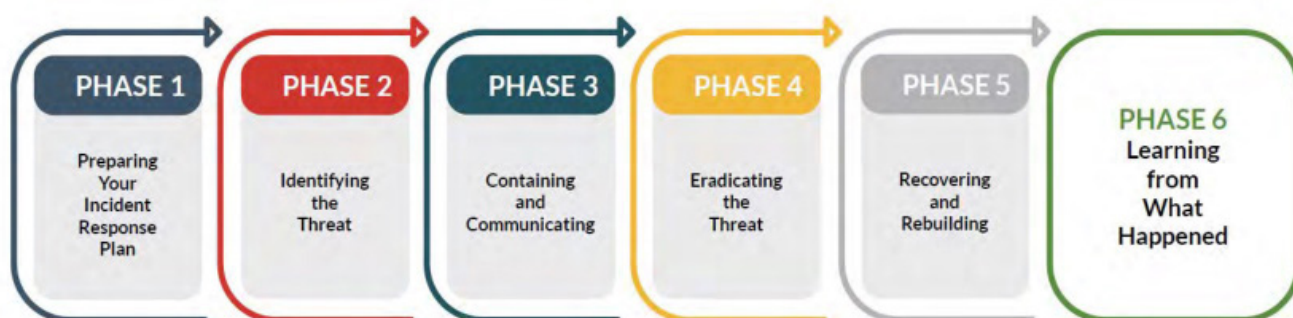 PHASE 1
Preparing
Your
Incident
Response
Plan
PHASE 2
Identifying
the
Threat
PHASE 3
Containing
and
Communicating
PHASE 4
Eradicating
the
Threat
PHASE 5
Recovering
and
Rebuilding
PHASE 6
Learning
from
What
Happened